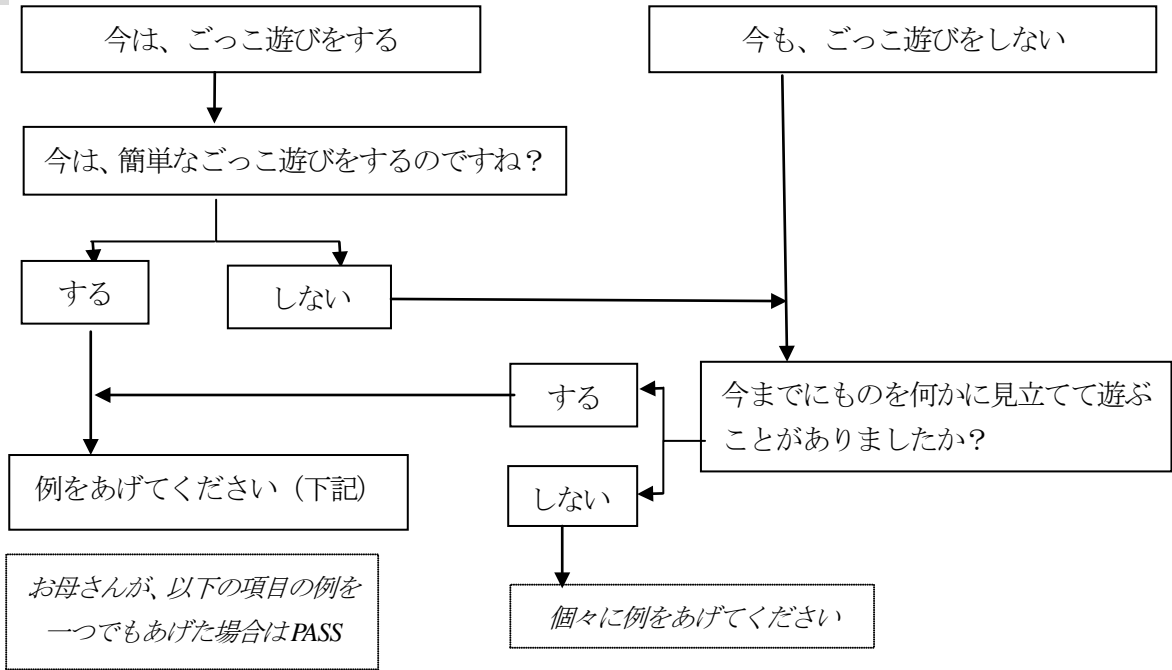 今は、ごっこ遊びをする
今も、ごっこ遊びをしない
今は、簡単なごっこ遊びをするのですね？
する
しない
する
今までにものを何かに見立てて遊ぶ
ことがありましたか？
例をあげてください（下記）
しない
お母さんが、以下の項目の例を
一つでもあげた場合はPASS
個々に例をあげてください